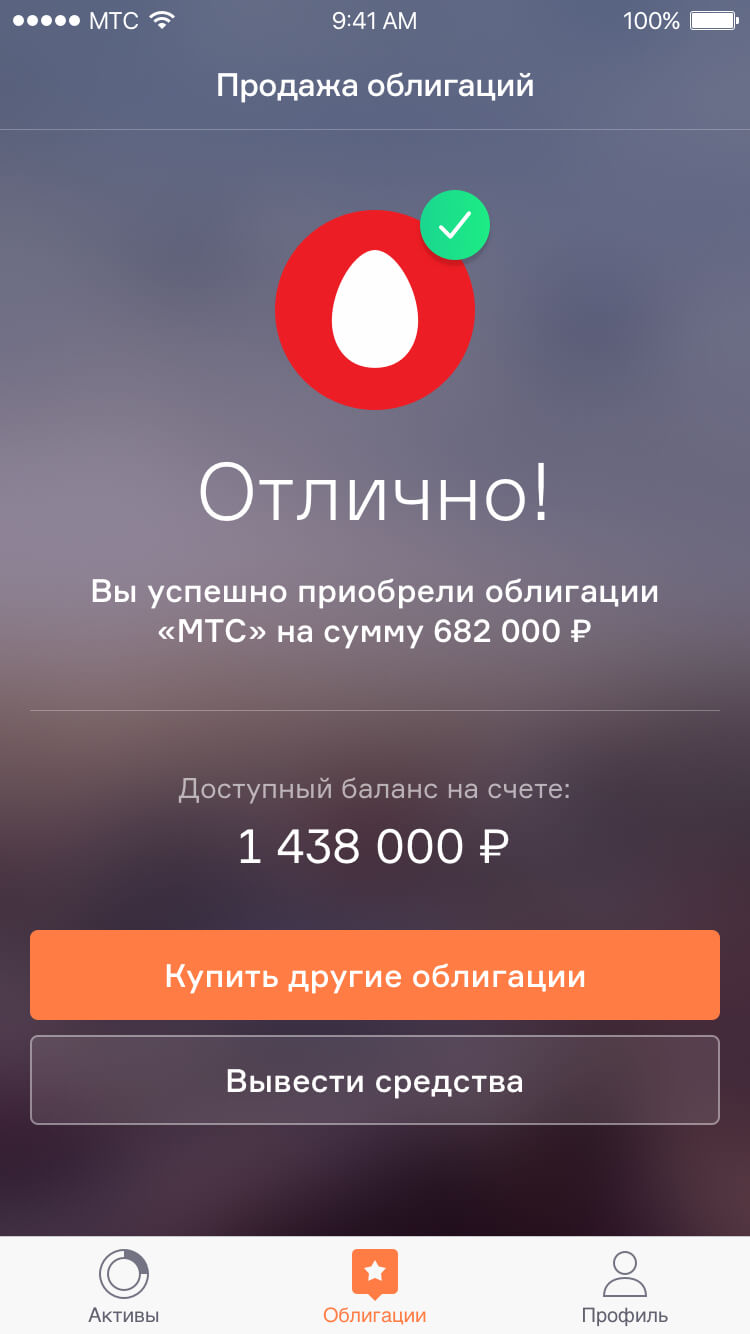 МТС 9:41 AM 100%
Продажа облигаций
Отлично!
Вы успешно приобрели облигации
«МТС» на сумму 682 000 ₽
Доступный баланс на счете:
1 438 000 ₽
Купить другие облигации
Вывести средства
Активы Облигации Профиль